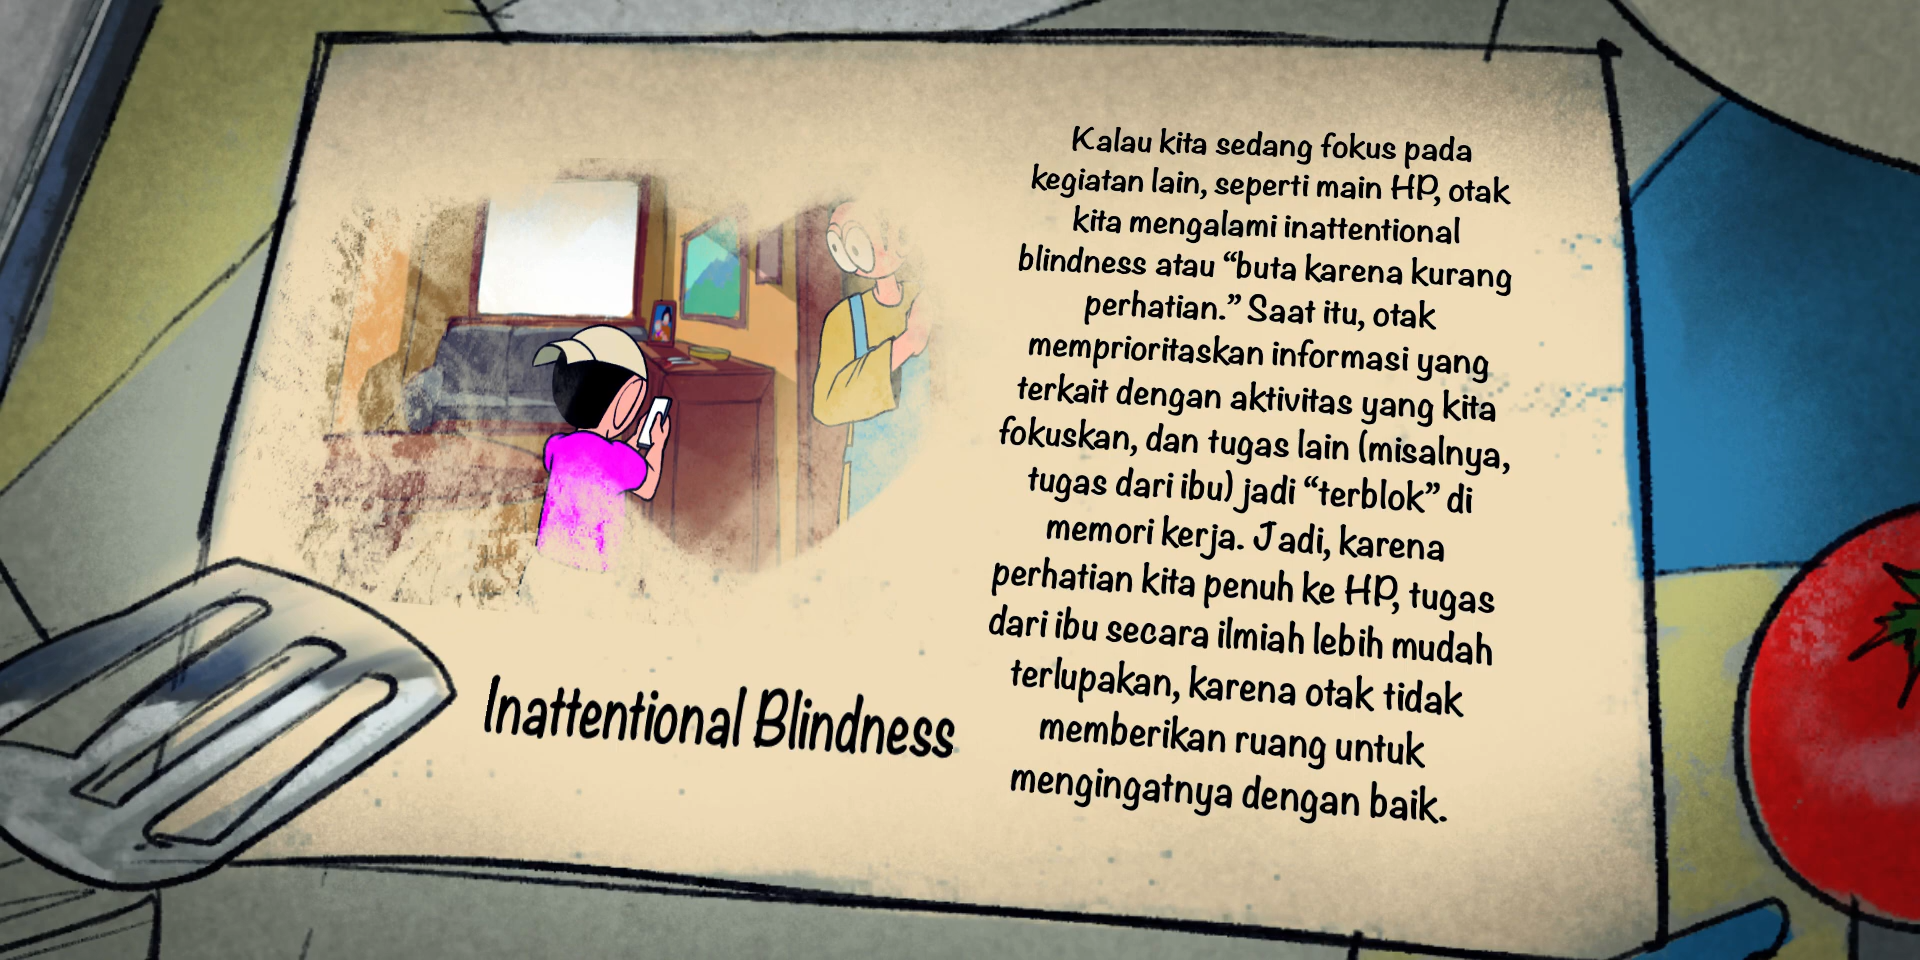 Kalau kita sedang fokus pada
kegiatan lain, seperti main HP, otak
kita mengalami inattentional
blindness atau “buta karena kurang
perhatian.” Saat itu, otak
memprioritaskan informasi yang
terkait dengan aktivitas yang kita
fokuskan, dan tugas lain (misalnya,
tugas dari ibu) jadi “terblok” di
memori kerja. Jadi, karena
perhatian kita penuh ke HP, tugas
dari ibu secara ilmiah lebih mudah
terlupakan, karena otak tidak
memberikan ruang untuk
mengingatnya dengan baik.
Inattentional Blindness